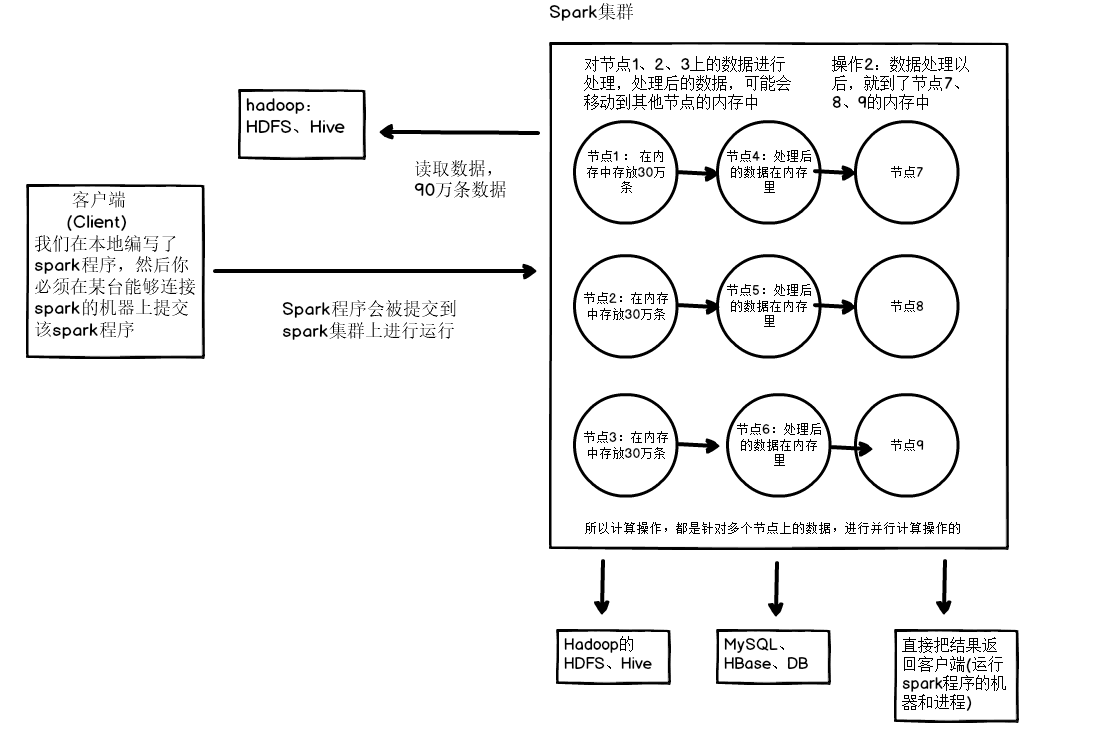 Spark集群
对节点1、2、3上的数据进行
处理，处理后的数据，可能会
移动到其他节点的内存中
操作2：数据处理以
后，就到了节点7、
8、9的内存中
hadoop：
HDFS、Hive
读取数据，
90万条数据
节点1： 在内
存中存放30万
条
节点4：处理后
的数据在内存
里
节点7
客户端
(Client)
我们在本地编写了
spark程序，然后你
必须在某台能够连接
spark的机器上提交
该spark程序
Spark程序会被提交到
spark集群上进行运行
节点2：在内存
中存放30万条
节点5：处理后
的数据在内存
里
节点8
节点3：在内存
中存放30万条
节点6：处理后
的数据在内存
里
节点9
所以计算操作，都是针对多个节点上的数据，进行并行计算操作的
Hadoop的
HDFS、Hive
MySQL、
HBase、DB
直接把结果返
回客户端(运行
spark程序的机
器和进程)